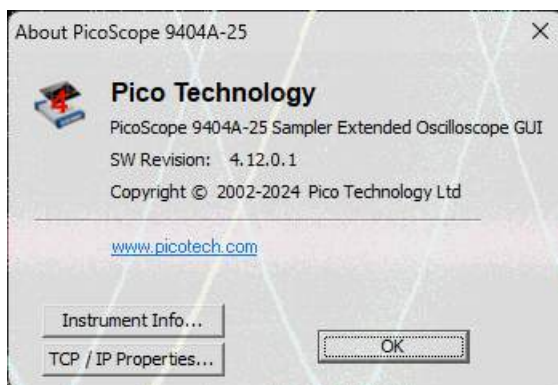 About PicoScope 9404A-25
4
Pico Technology
PicoScope 9404A-25 Sampler Extended Oscilloscope GUI
SW Revision: 4.12.0.1
Copyright © 2002-2024 Pico Technology Ltd
www.picotech.com
Instrument Info...
OK
TCP / IP Properties...